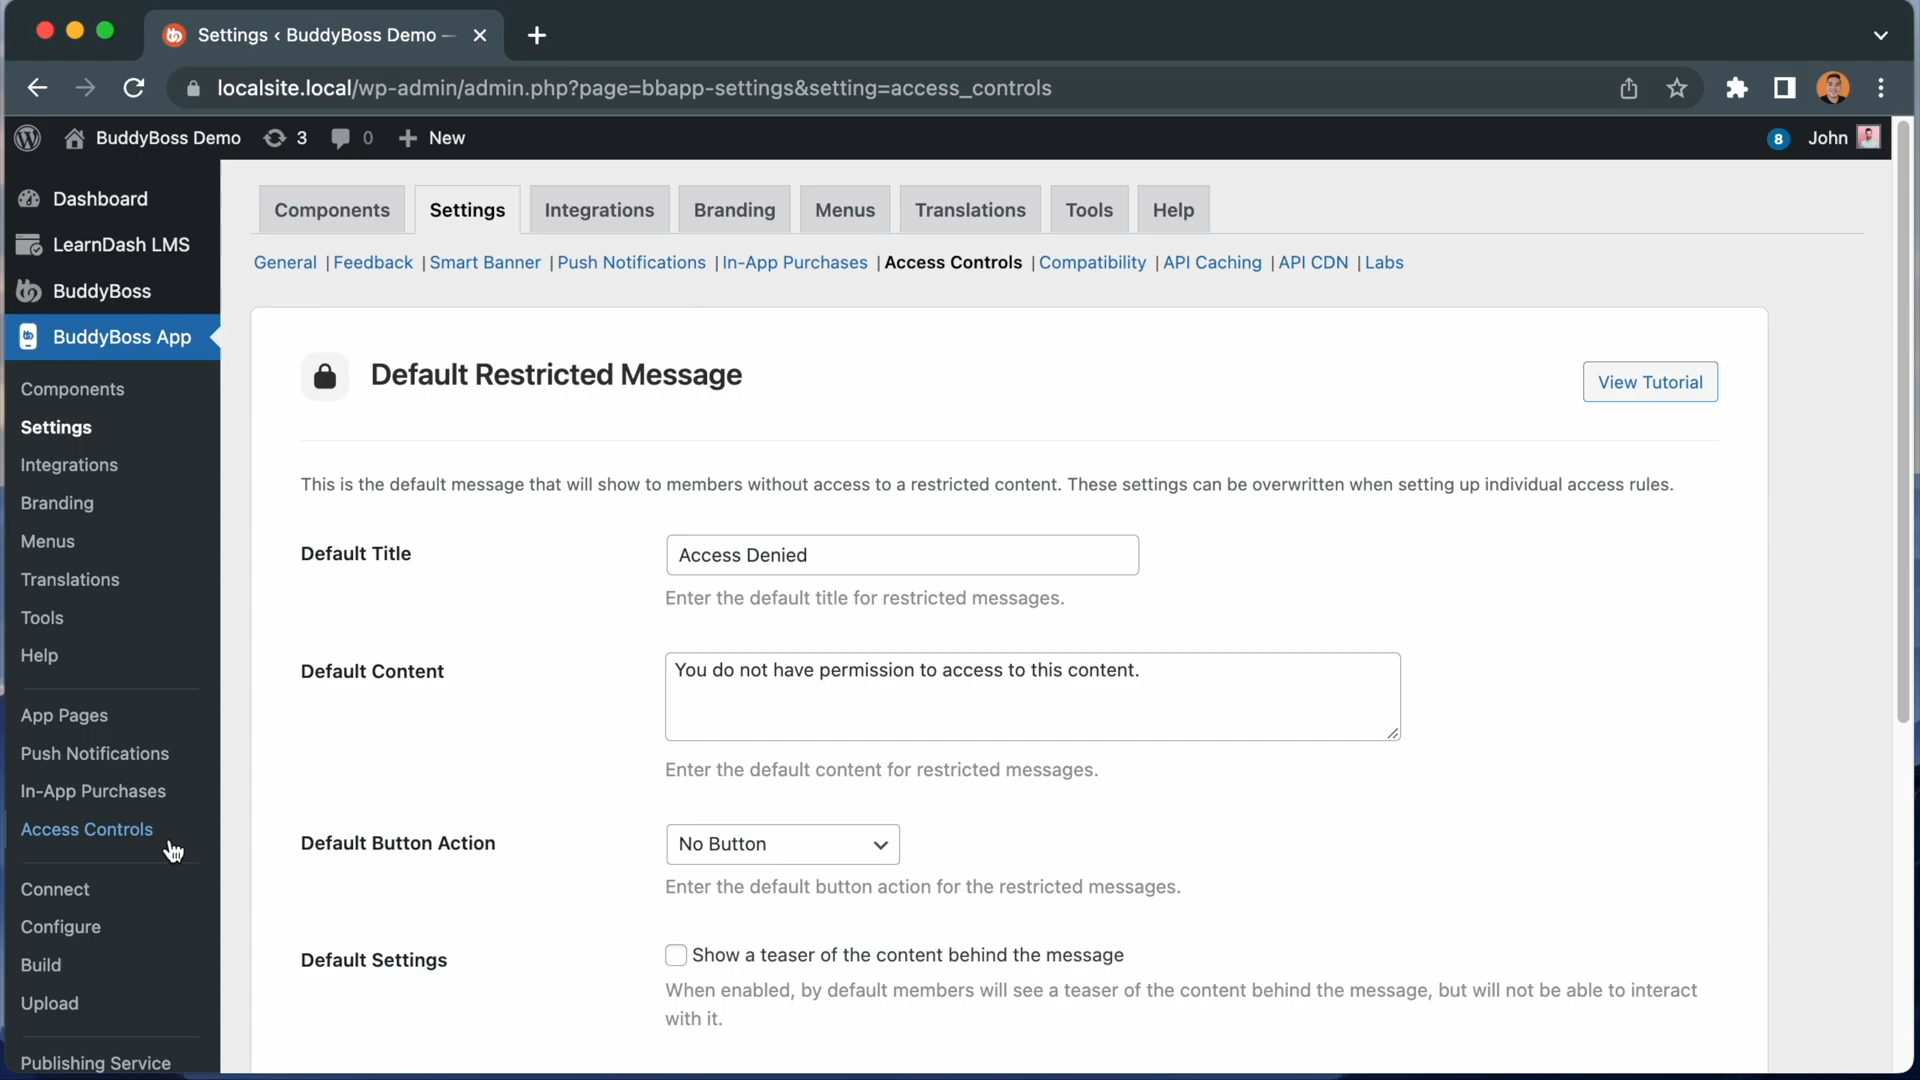 Settings ‹ BuddyBoss Demo —
localsite.local/wp-admin/admin.php?page=bbapp-settings&setting=access_controls
BuddyBoss Demo 3 0 New 8 John
Dashboard
LearnDash LMS
BuddyBoss
BuddyBoss App
Components
Settings
Integrations
Branding
Menus
Translations
Tools
Help
App Pages
Push Notifications
In-App Purchases
Access Controls
Connect
Configure
Build
Upload
Publishing Service
Components Settings Integrations Branding Menus Translations Tools Help
General | Feedback | Smart Banner | Push Notifications | In-App Purchases | Access Controls | Compatibility | API Caching | API CDN | Labs
Default Restricted Message
View Tutorial
This is the default message that will show to members without access to a restricted content. These settings can be overwritten when setting up individual access rules.
Default Title
Access Denied
Enter the default title for restricted messages.
Default Content
You do not have permission to access to this content.
Enter the default content for restricted messages.
Default Button Action
No Button
Enter the default button action for the restricted messages.
Default Settings
Show a teaser of the content behind the message
When enabled, by default members will see a teaser of the content behind the message, but will not be able to interact
with it.